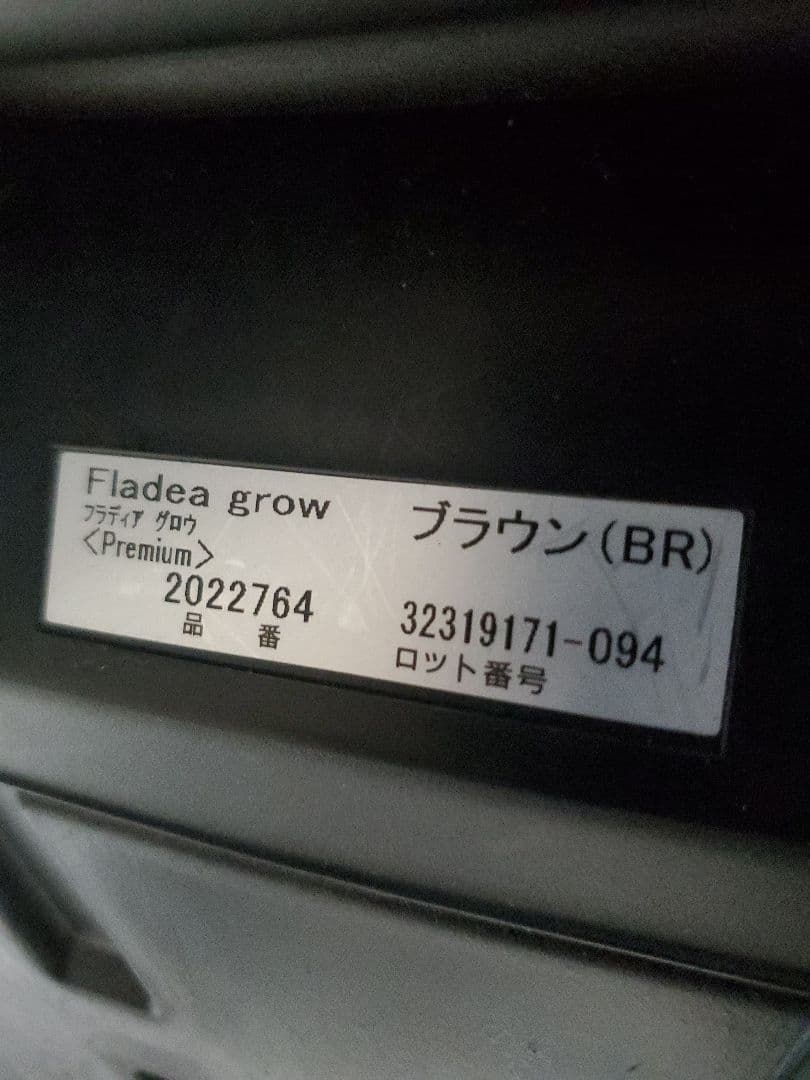 Fladea grow ブラウン(BR)
フラディア グロウ
<Premium>
2022764 32319171-094
品 番 ロット番号